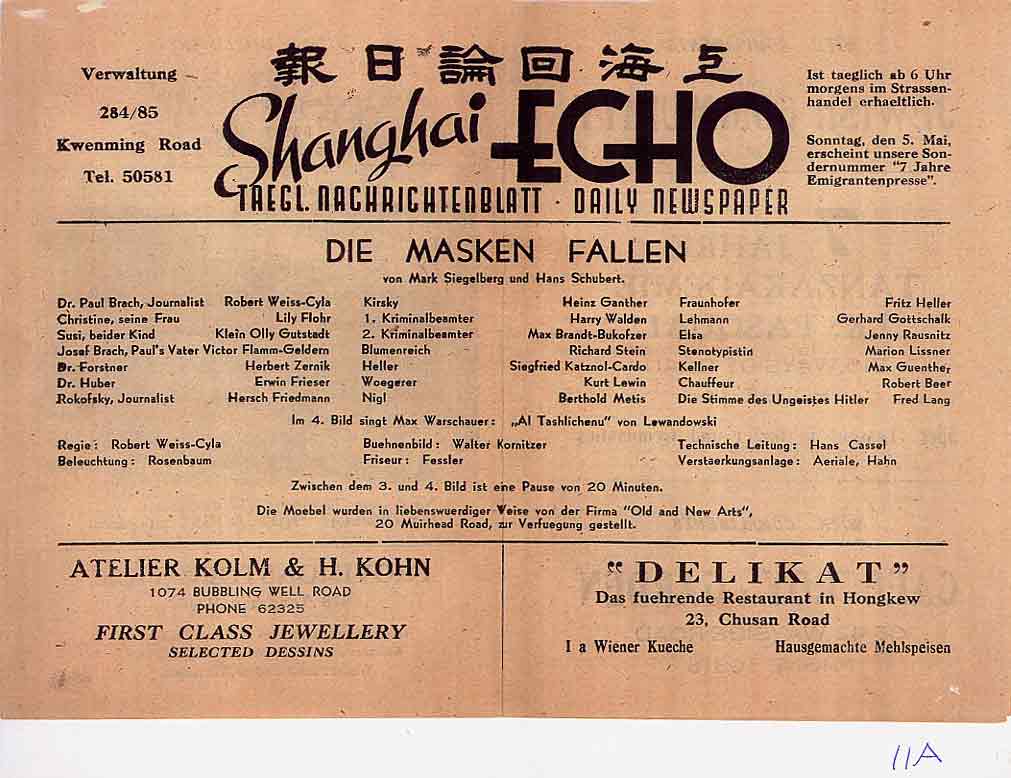 上海回論日報
Verwaltung
284/85
Kwenming Road
Tel. 50581
Shanghai ECHO
TAEGL. NACHRICHTENBLATT · DAILY NEWSPAPER
Ist taeglich ab 6 Uhr
morgens im Strassen-
handel erhaeltlich.
Sonntag, den 5. Mai,
erscheint unsere Son-
dernummer "7 Jahre
Emigrantenpresse".
DIE MASKEN FALLEN
von Mark Siegelberg und Hans Schubert.
Dr. Paul Brach, Journalist Robert Weiss-Cyla Kirsky Heinz Ganther Fraunhofer Fritz Heller
Christine, seine Frau Lily Flohr 1. Kriminalbeamter Harry Walden Lehmann Gerhard Gottschalk
Susi, beider Kind Klein Olly Gutstadt 2. Kriminalbeamter Max Brandt-Bukofzer Elsa Jenny Rausnitz
Josef Brach, Paul's Vater Victor Flamm-Geldern Blumenreich Richard Stein Stenotypistin Marion Lissner
Dr. Forstner Herbert Zernik Heller Siegfried Katznol-Cardo Kellner Max Guenther
Dr. Huber Erwin Frieser Woegerer Kurt Lewin Chauffeur Robert Beer
Rokofsky, Journalist Hersch Friedmann Nigl Berthold Metis Die Stimme des Ungeistes Hitler Fred Lang
Im 4. Bild singt Max Warschauer: „Al Tashlichenu" von Lewandowski
Regie: Robert Weiss-Cyla Buehnenbild: Walter Kornitzer Technische Leitung: Hans Cassel
Beleuchtung: Rosenbaum Friseur: Fessler Verstaerkungsanlage: Aeriale, Hahn
Zwischen dem 3. und 4. Bild ist eine Pause von 20 Minuten.
Die Moebel wurden in liebenswuerdiger Weise von der Firma "Old and New Arts",
20 Muirhead Road, zur Verfuegung gestellt.
ATELIER KOLM & H. KOHN
1074 BUBBLING WELL ROAD
PHONE 62325
FIRST CLASS JEWELLERY
SELECTED DESSINS
"DELIKAT"
Das fuehrende Restaurant in Hongkew
23, Chusan Road
I a Wiener Kueche Hausgemachte Mehlspeisen
11A